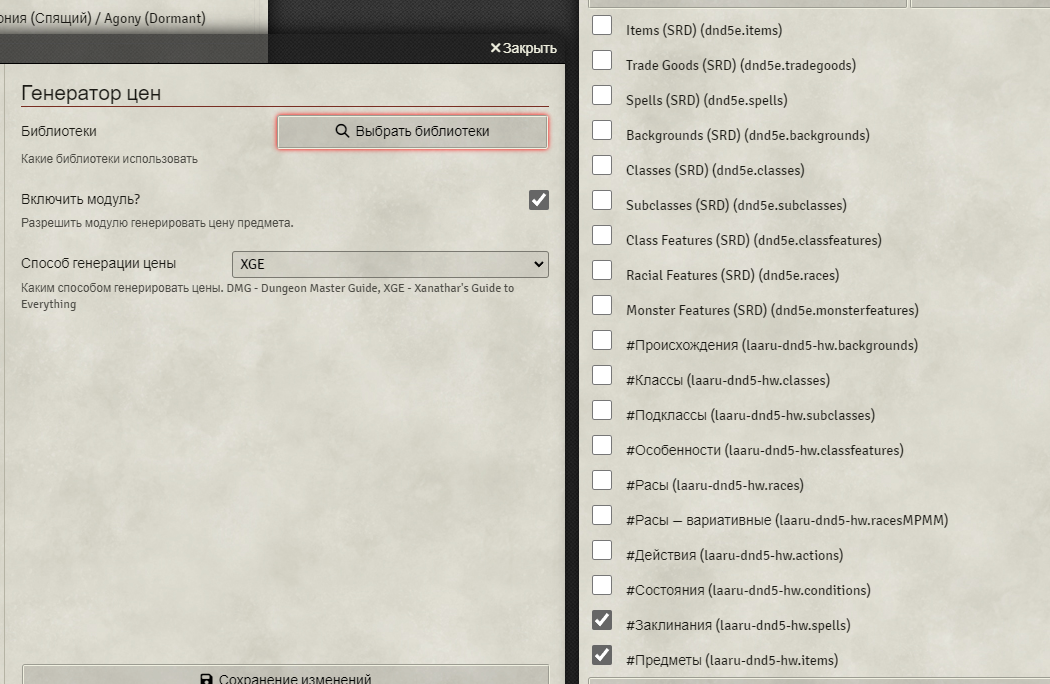 ония (Спящий) / Agony (Dormant)
Закрыть
Генератор цен
Библиотеки
Выбрать библиотеки
Какие библиотеки использовать
Включить модуль?
Разрешить модулю генерировать цену предмета.
Способ генерации цены
XGE
Каким способом генерировать цены. DMG - Dungeon Master Guide, XGE - Xanathar's Guide to
Everything
Сохранение изменений
Items (SRD) (dnd5e.items)
Trade Goods (SRD) (dnd5e.tradegoods)
Spells (SRD) (dnd5e.spells)
Backgrounds (SRD) (dnd5e.backgrounds)
Classes (SRD) (dnd5e.classes)
Subclasses (SRD) (dnd5e.subclasses)
Class Features (SRD) (dnd5e.classfeatures)
Racial Features (SRD) (dnd5e.races)
Monster Features (SRD) (dnd5e.monsterfeatures)
#Происхождения (laaru-dnd5-hw.backgrounds)
#Классы (laaru-dnd5-hw.classes)
#Подклассы (laaru-dnd5-hw.subclasses)
#Особенности (laaru-dnd5-hw.classfeatures)
#Расы (laaru-dnd5-hw.races)
#Расы — вариативные (laaru-dnd5-hw.racesMPMM)
#Действия (laaru-dnd5-hw.actions)
#Состояния (laaru-dnd5-hw.conditions)
#Заклинания (laaru-dnd5-hw.spells)
#Предметы (laaru-dnd5-hw.items)